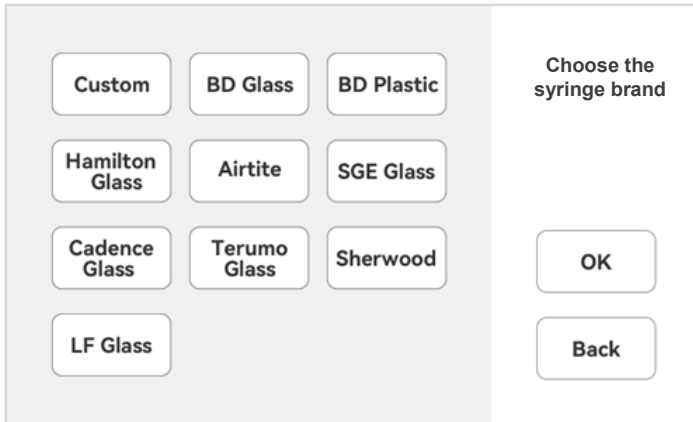 Custom
BD Glass
BD Plastic
Choose the
syringe brand
Hamilton
Glass
Airtite
SGE Glass
Cadence
Glass
Terumo
Glass
Sherwood
OK
LF Glass
Back